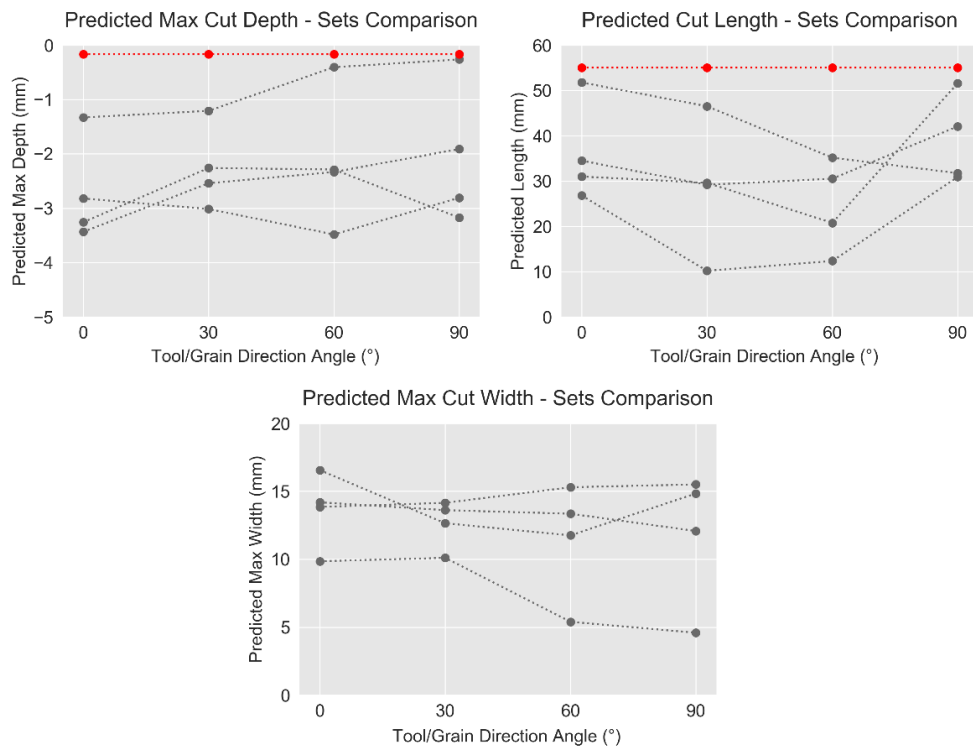 Predicted Max Cut Depth - Sets Comparison
Predicted Max Depth (mm)
0
−1
−2
−3
−4
−5
0 30 60 90
Tool/Grain Direction Angle (°)
Predicted Cut Length - Sets Comparison
Predicted Length (mm)
60
50
40
30
20
10
0
0 30 60 90
Tool/Grain Direction Angle (°)
Predicted Max Cut Width - Sets Comparison
Predicted Max Width (mm)
20
15
10
5
0
0 30 60 90
Tool/Grain Direction Angle (°)